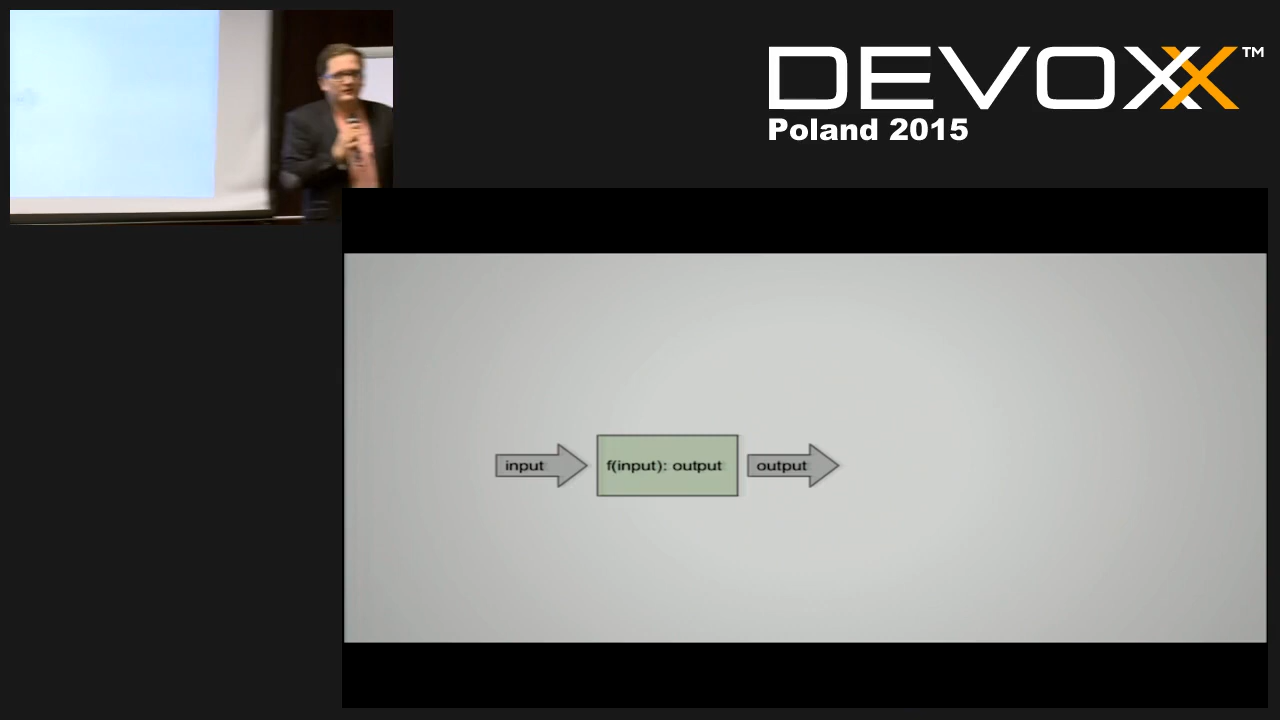 DEVOXX™
Poland 2015
input
f(input): output
output